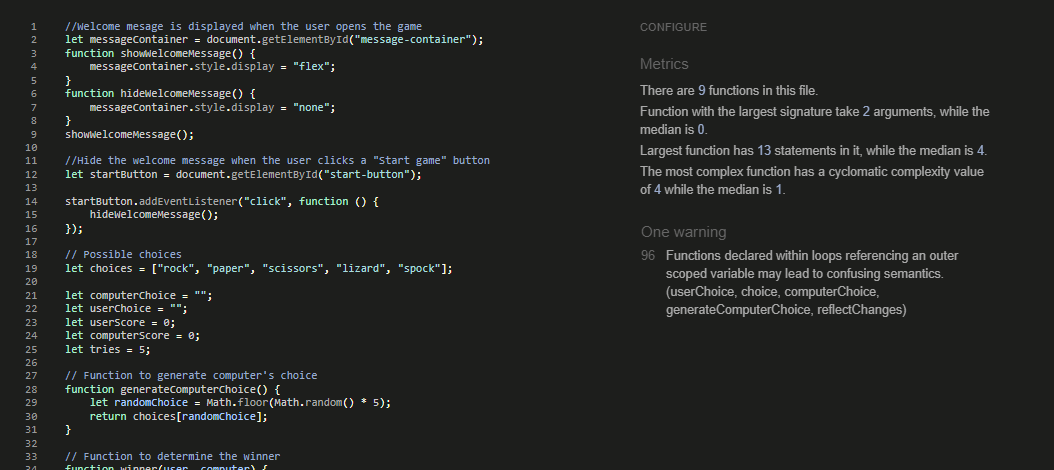 1 //Welcome mesage is displayed when the user opens the game
2 let messageContainer = document.getElementById("message-container");
3 function showWelcomeMessage() {
4 messageContainer.style.display = "flex";
5 }
6 function hideWelcomeMessage() {
7 messageContainer.style.display = "none";
8 }
9 showWelcomeMessage();
10
11 //Hide the welcome message when the user clicks a "Start game" button
12 let startButton = document.getElementById("start-button");
13
14 startButton.addEventListener("click", function () {
15 hideWelcomeMessage();
16 });
17
18 // Possible choices
19 let choices = ["rock", "paper", "scissors", "lizard", "spock"];
20
21 let computerChoice = "";
22 let userChoice = "";
23 let userScore = 0;
24 let computerScore = 0;
25 let tries = 5;
26
27 // Function to generate computer's choice
28 function generateComputerChoice() {
29 let randomChoice = Math.floor(Math.random() * 5);
30 return choices[randomChoice];
31 }
32
33 // Function to determine the winner
34 function winner(user, computer) {
CONFIGURE
Metrics
There are 9 functions in this file.
Function with the largest signature take 2 arguments, while the
median is 0.
Largest function has 13 statements in it, while the median is 4.
The most complex function has a cyclomatic complexity value
of 4 while the median is 1.
One warning
96 Functions declared within loops referencing an outer
scoped variable may lead to confusing semantics.
(userChoice, choice, computerChoice,
generateComputerChoice, reflectChanges)